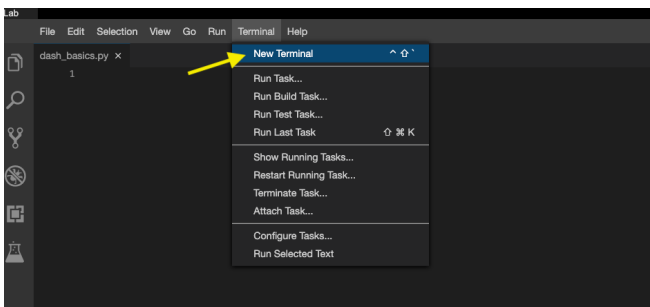 Lab
File Edit Selection View Go Run Terminal Help
dash_basics.py ×
1
New Terminal ^ ⇧ `
Run Task...
Run Build Task...
Run Test Task...
Run Last Task ⇧ ⌘ K
Show Running Tasks...
Restart Running Task...
Terminate Task...
Attach Task...
Configure Tasks...
Run Selected Text